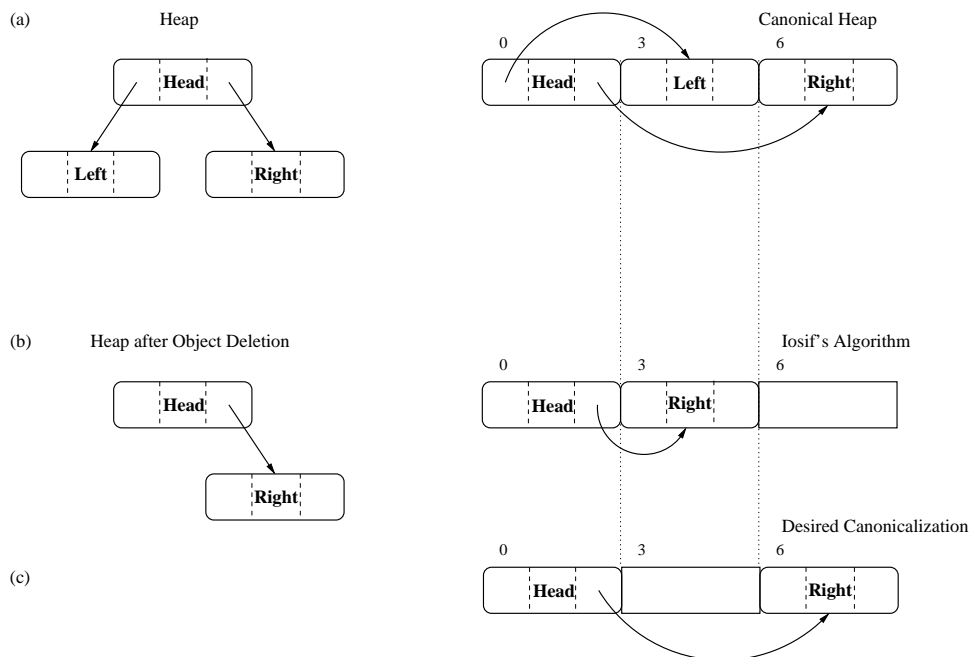 (a)
Heap
Canonical Heap
0 3 6
Head
Head Left Right
Left Right
(b)
Heap after Object Deletion
Iosif's Algorithm
0 3 6
Head
Head Right
Right
Desired Canonicalization
0 3 6
(c)
Head Right